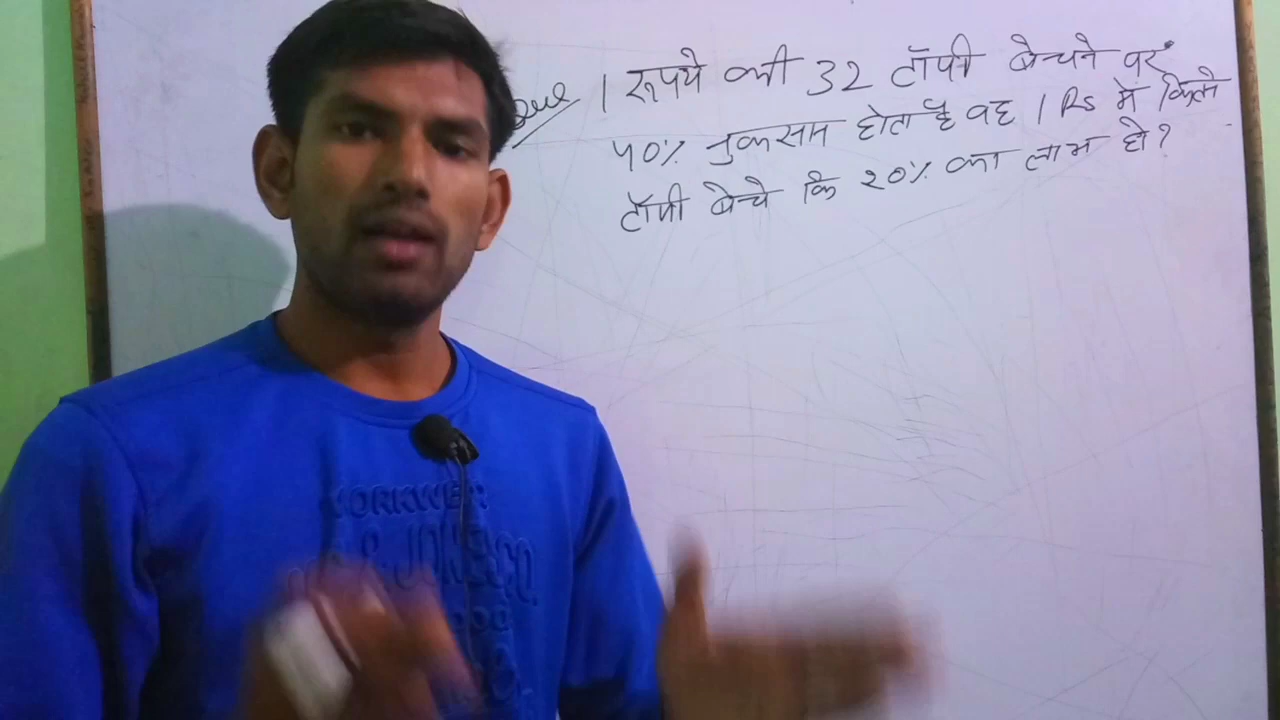 Que 1 रूपये की 32 टॉफी बेचने पर
40% नुकसान होता है वह 1 Rs में कितने
टॉफी बेचे कि 20% का लाभ हो?